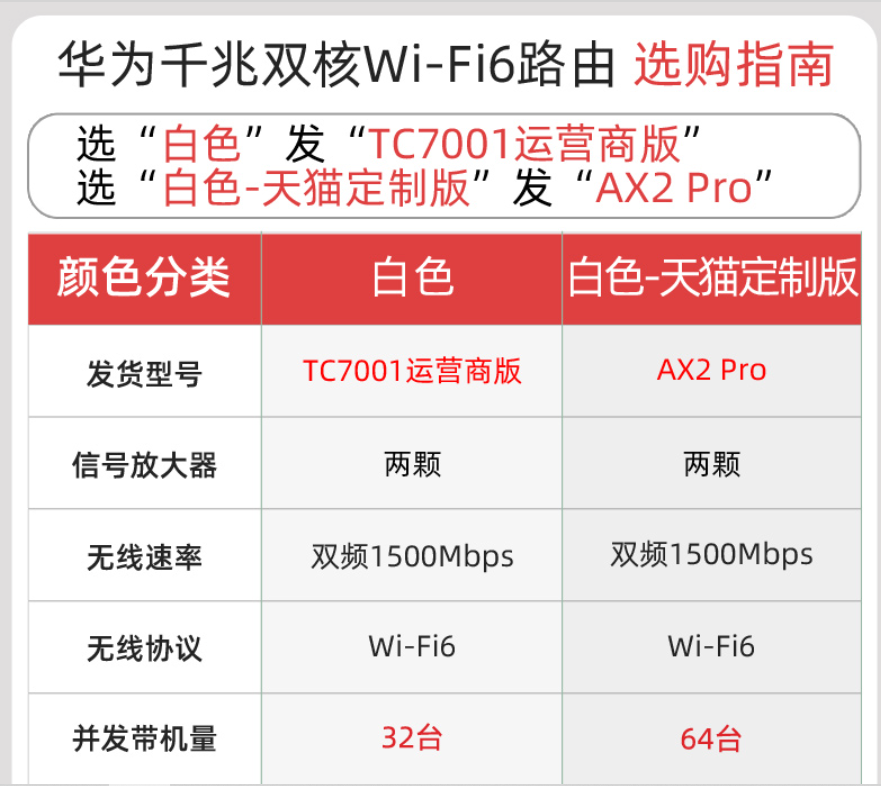 华为千兆双核Wi-Fi6路由 选购指南
选“白色”发“TC7001运营商版”
选“白色-天猫定制版”发“AX2 Pro”
颜色分类 白色 白色-天猫定制版
发货型号 TC7001运营商版 AX2 Pro
信号放大器 两颗 两颗
无线速率 双频1500Mbps 双频1500Mbps
无线协议 Wi-Fi6 Wi-Fi6
并发带机量 32台 64台